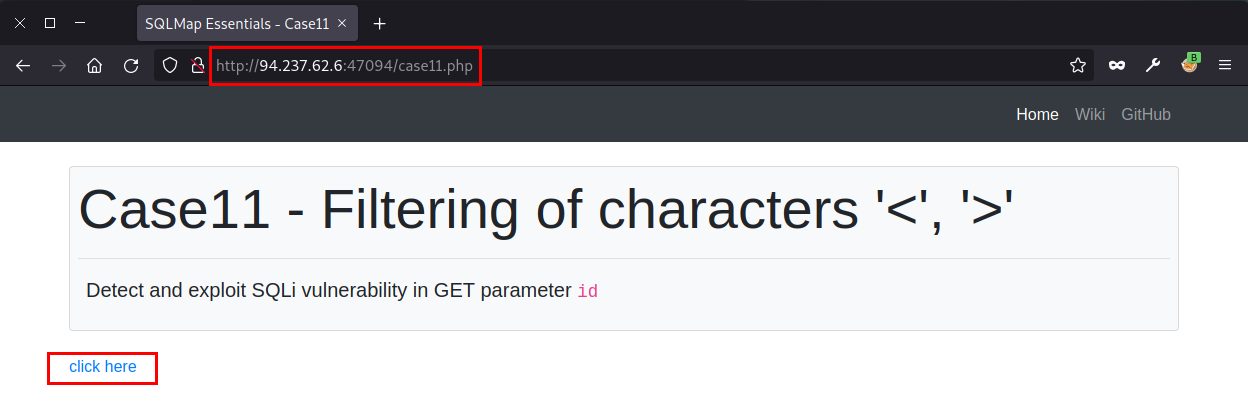 SQLMap Essentials - Case11
http://94.237.62.6:47094/case11.php
B
Home Wiki GitHub
Case11 - Filtering of characters '<', '>'
Detect and exploit SQLi vulnerability in GET parameter id
click here